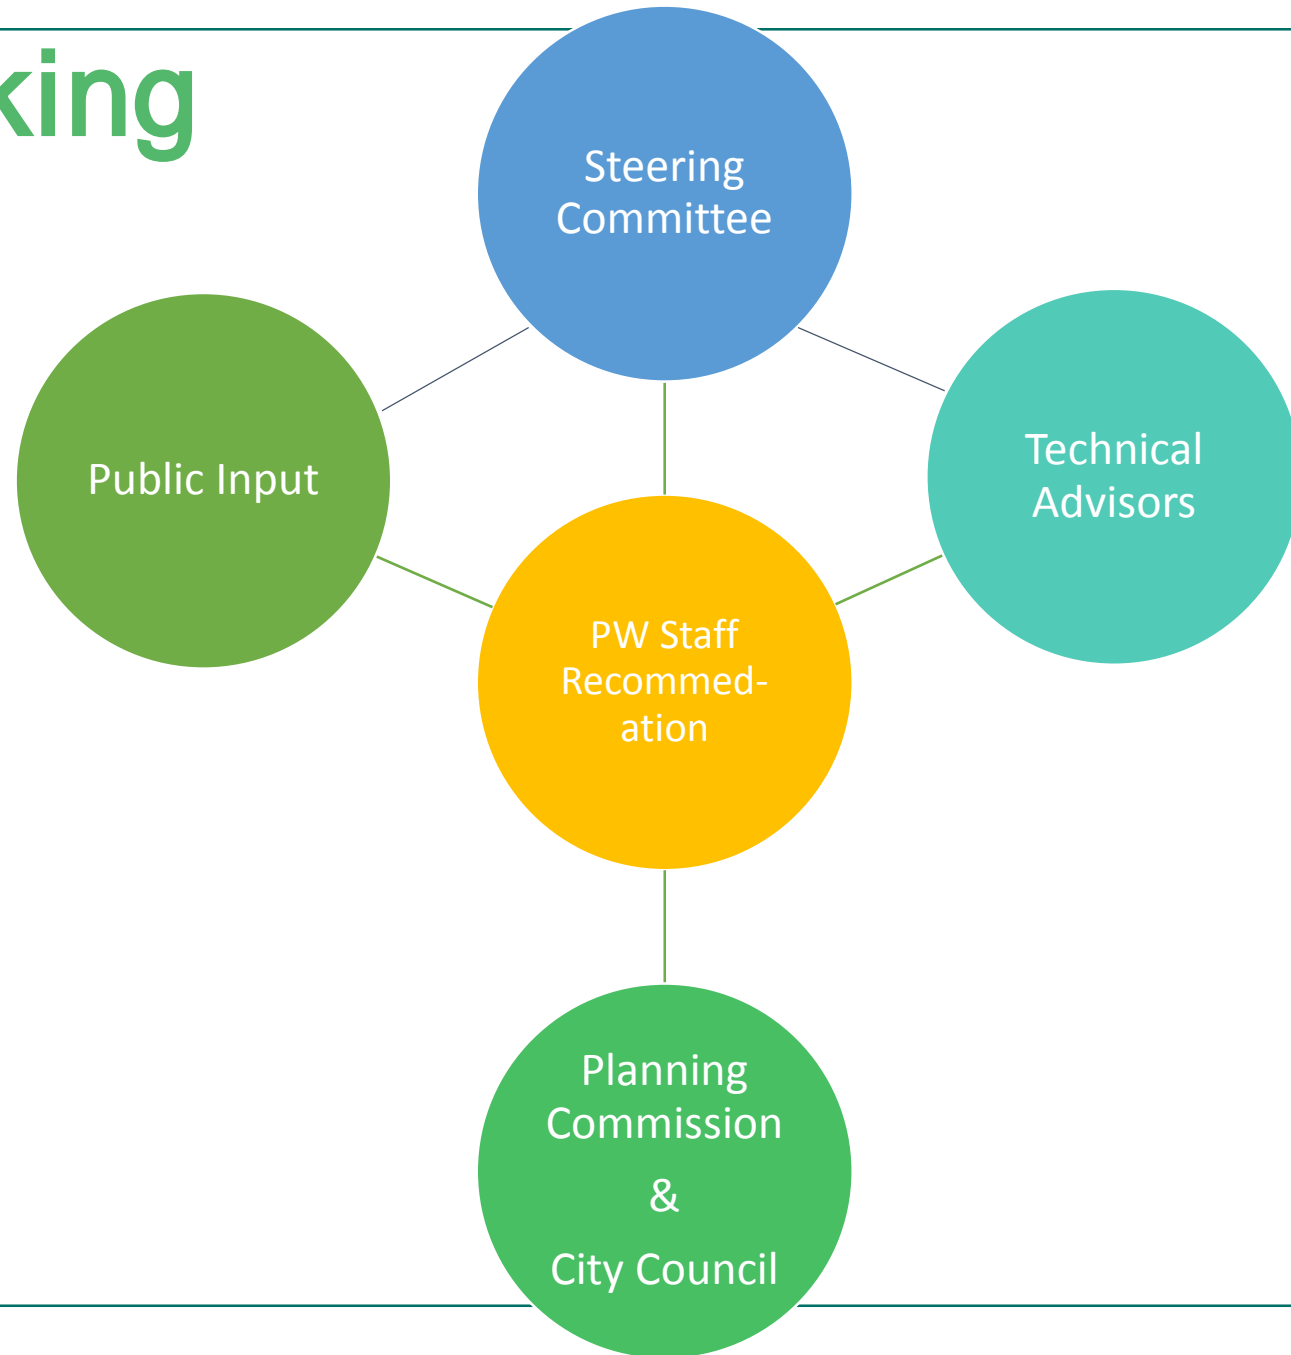 king
Steering
Committee
Public Input
Technical
Advisors
PW Staff
Recommed-
ation
Planning
Commission
&
City Council